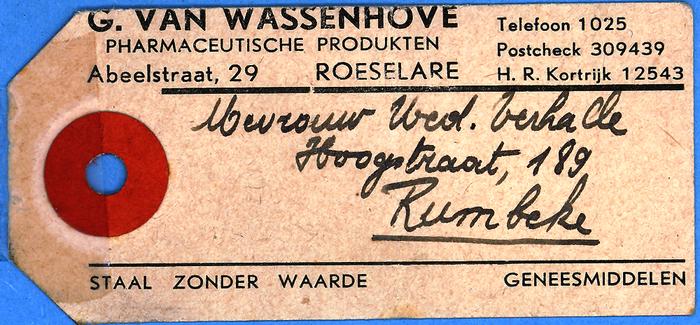 G. VAN WASSENHOVE
PHARMACEUTISCHE PRODUKTEN
Abeelstraat, 29 ROESELARE
Telefoon 1025
Postcheck 309439
H. R. Kortrijk 12543
Mevrouw Wed. Verhalle
Hoogstraat, 189
Rumbeke
STAAL ZONDER WAARDE GENEESMIDDELEN